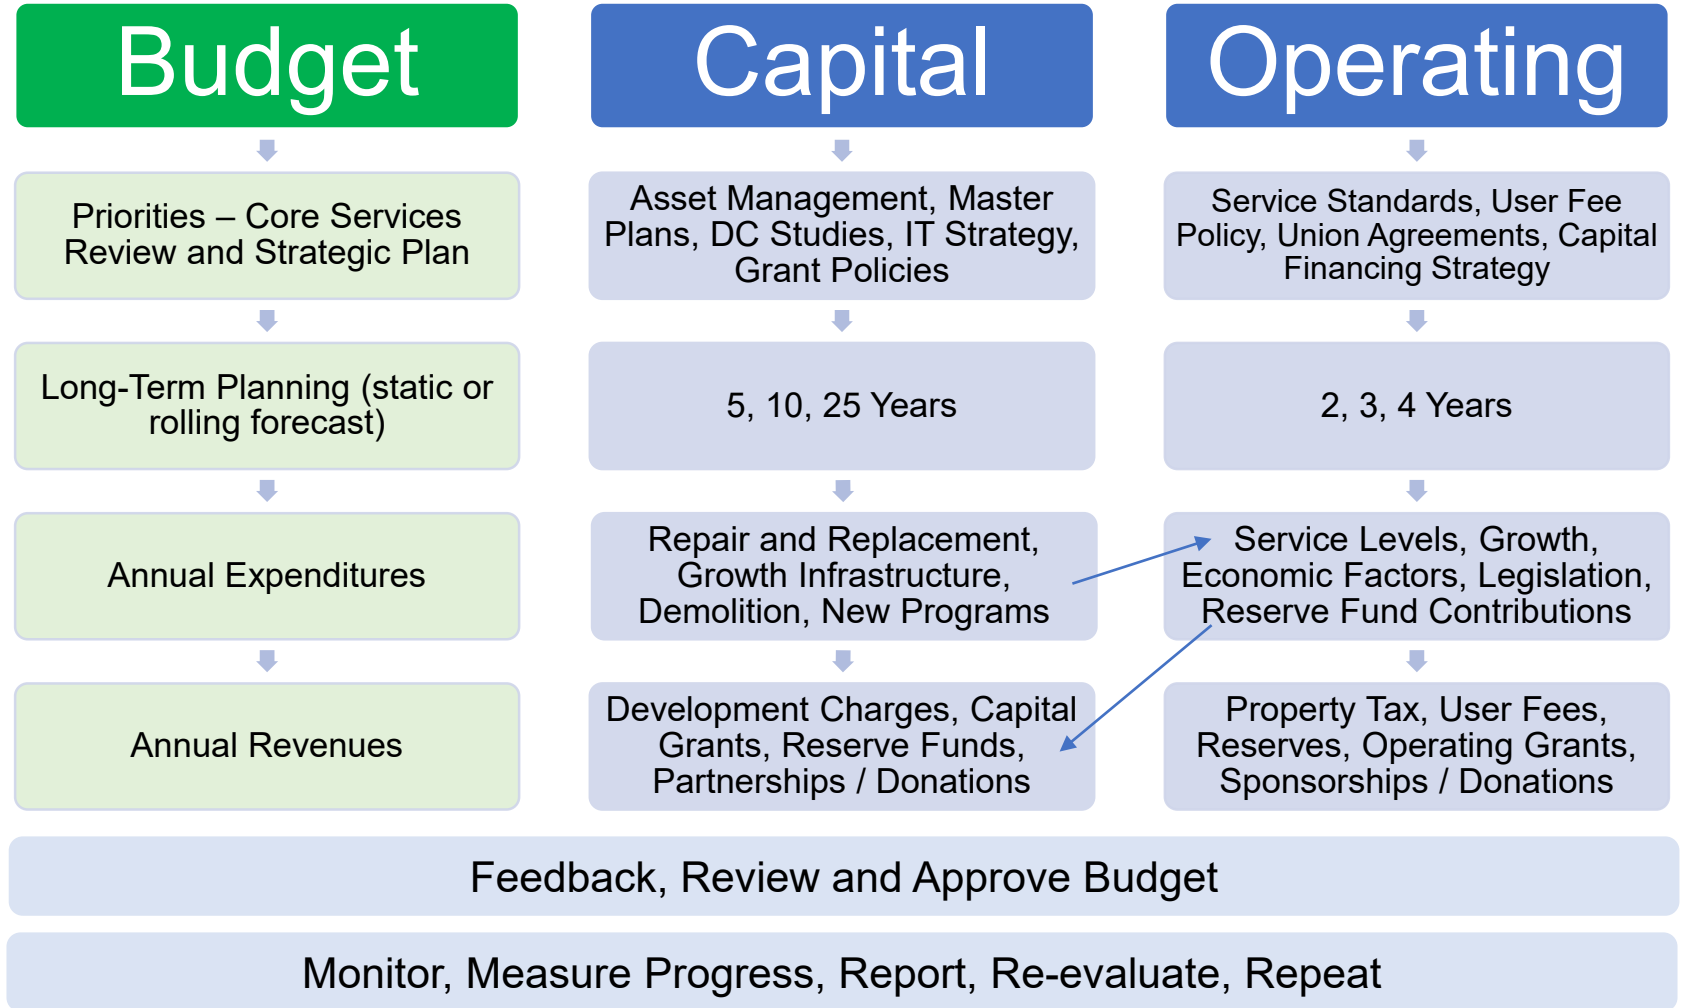 Budget
Capital
Operating
Priorities – Core Services
Review and Strategic Plan
Asset Management, Master
Plans, DC Studies, IT Strategy,
Grant Policies
Service Standards, User Fee
Policy, Union Agreements, Capital
Financing Strategy
Long-Term Planning (static or
rolling forecast)
5, 10, 25 Years
2, 3, 4 Years
Annual Expenditures
Repair and Replacement,
Growth Infrastructure,
Demolition, New Programs
Service Levels, Growth,
Economic Factors, Legislation,
Reserve Fund Contributions
Annual Revenues
Development Charges, Capital
Grants, Reserve Funds,
Partnerships / Donations
Property Tax, User Fees,
Reserves, Operating Grants,
Sponsorships / Donations
Feedback, Review and Approve Budget
Monitor, Measure Progress, Report, Re-evaluate, Repeat